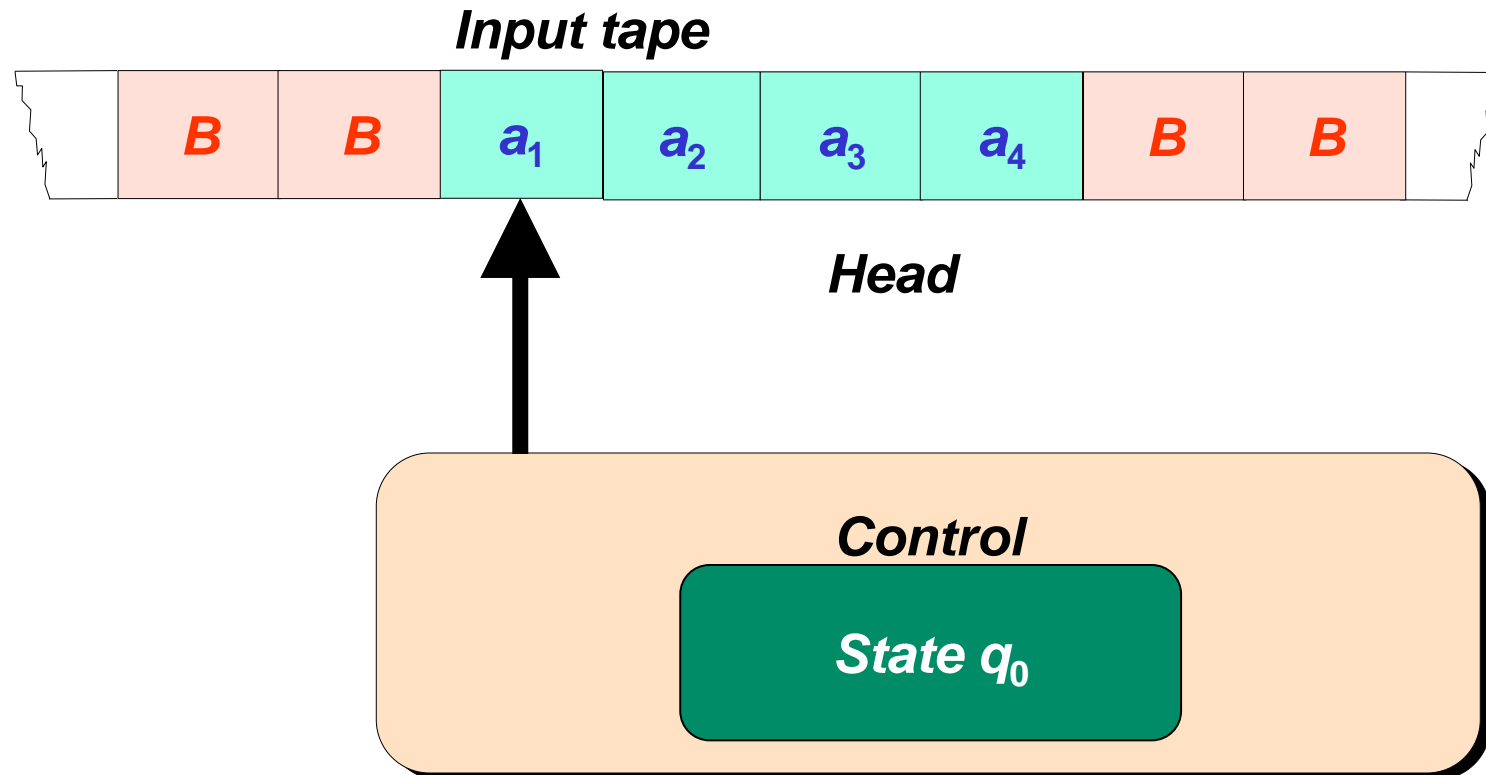 Input tape
B B a₁ a₂ a₃ a₄ B B
Head
Control
State q₀